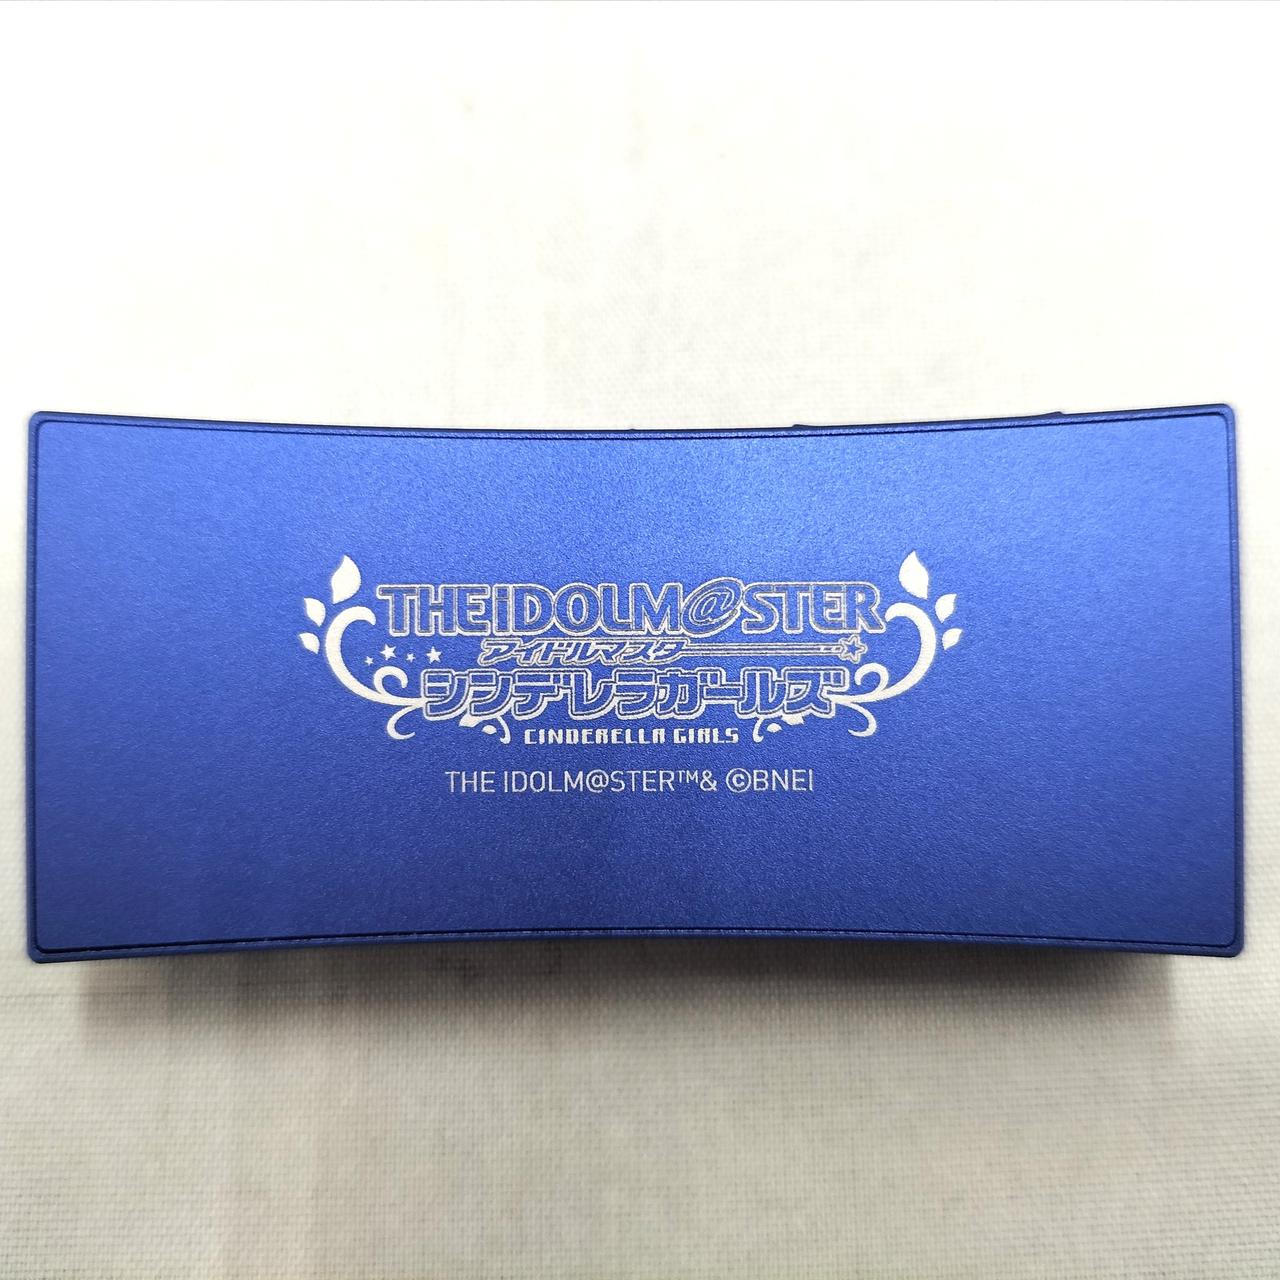 THE iDOLM@STER
アイドルマスター
シンデレラガールズ
CINDERELLA GIRLS
THE IDOLM@STER™& ©BNEI